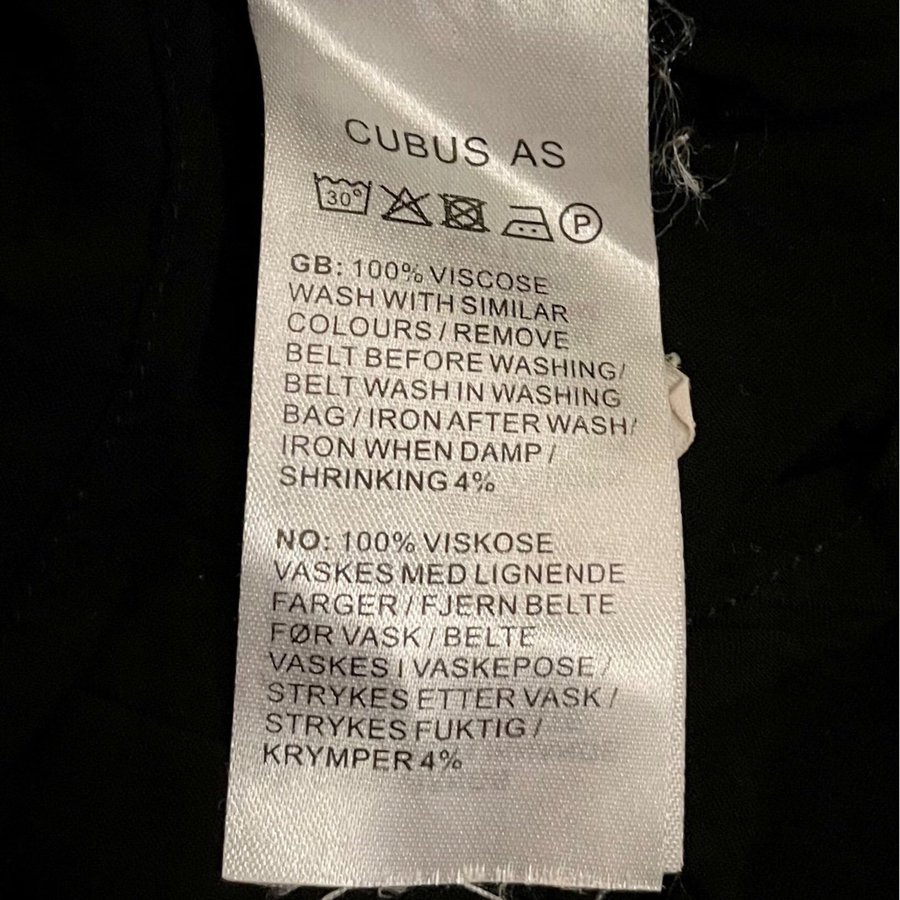 CUBUS AS
30° P
GB: 100% VISCOSE
WASH WITH SIMILAR
COLOURS / REMOVE
BELT BEFORE WASHING/
BELT WASH IN WASHING
BAG / IRON AFTER WASH/
IRON WHEN DAMP /
SHRINKING 4%
NO: 100% VISKOSE
VASKES MED LIGNENDE
FARGER / FJERN BELTE
FØR VASK / BELTE
VASKES I VASKEPOSE /
STRYKES ETTER VASK /
STRYKES FUKTIG /
KRYMPER 4%